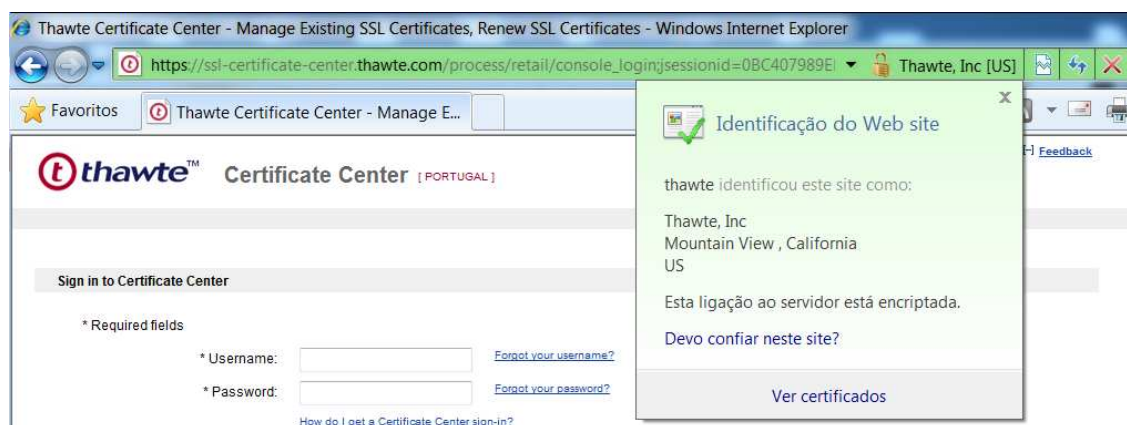 Thawte Certificate Center - Manage Existing SSL Certificates, Renew SSL Certificates - Windows Internet Explorer
https://ssl-certificate-center.thawte.com/process/retail/console_login;jsessionid=0BC407989E
Thawte, Inc [US]
Favoritos
Thawte Certificate Center - Manage E...
Feedback
thawte™ Certificate Center [ PORTUGAL ]
Sign in to Certificate Center
* Required fields
* Username:
Forgot your username?
* Password:
Forgot your password?
How do I get a Certificate Center sign-in?
Identificação do Web site
thawte identificou este site como:
Thawte, Inc
Mountain View , California
US
Esta ligação ao servidor está encriptada.
Devo confiar neste site?
Ver certificados